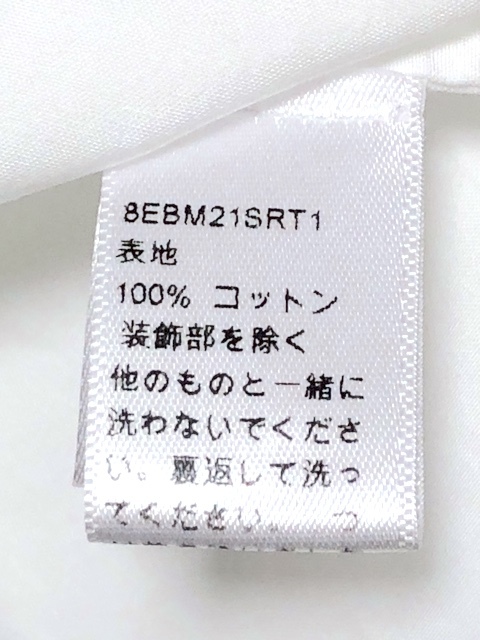 8EBM21SRT1
表地
100% コットン
装飾部を除く
他のものと一緒に
洗わないでくださ
い。裏返して洗っ
てください。 つ